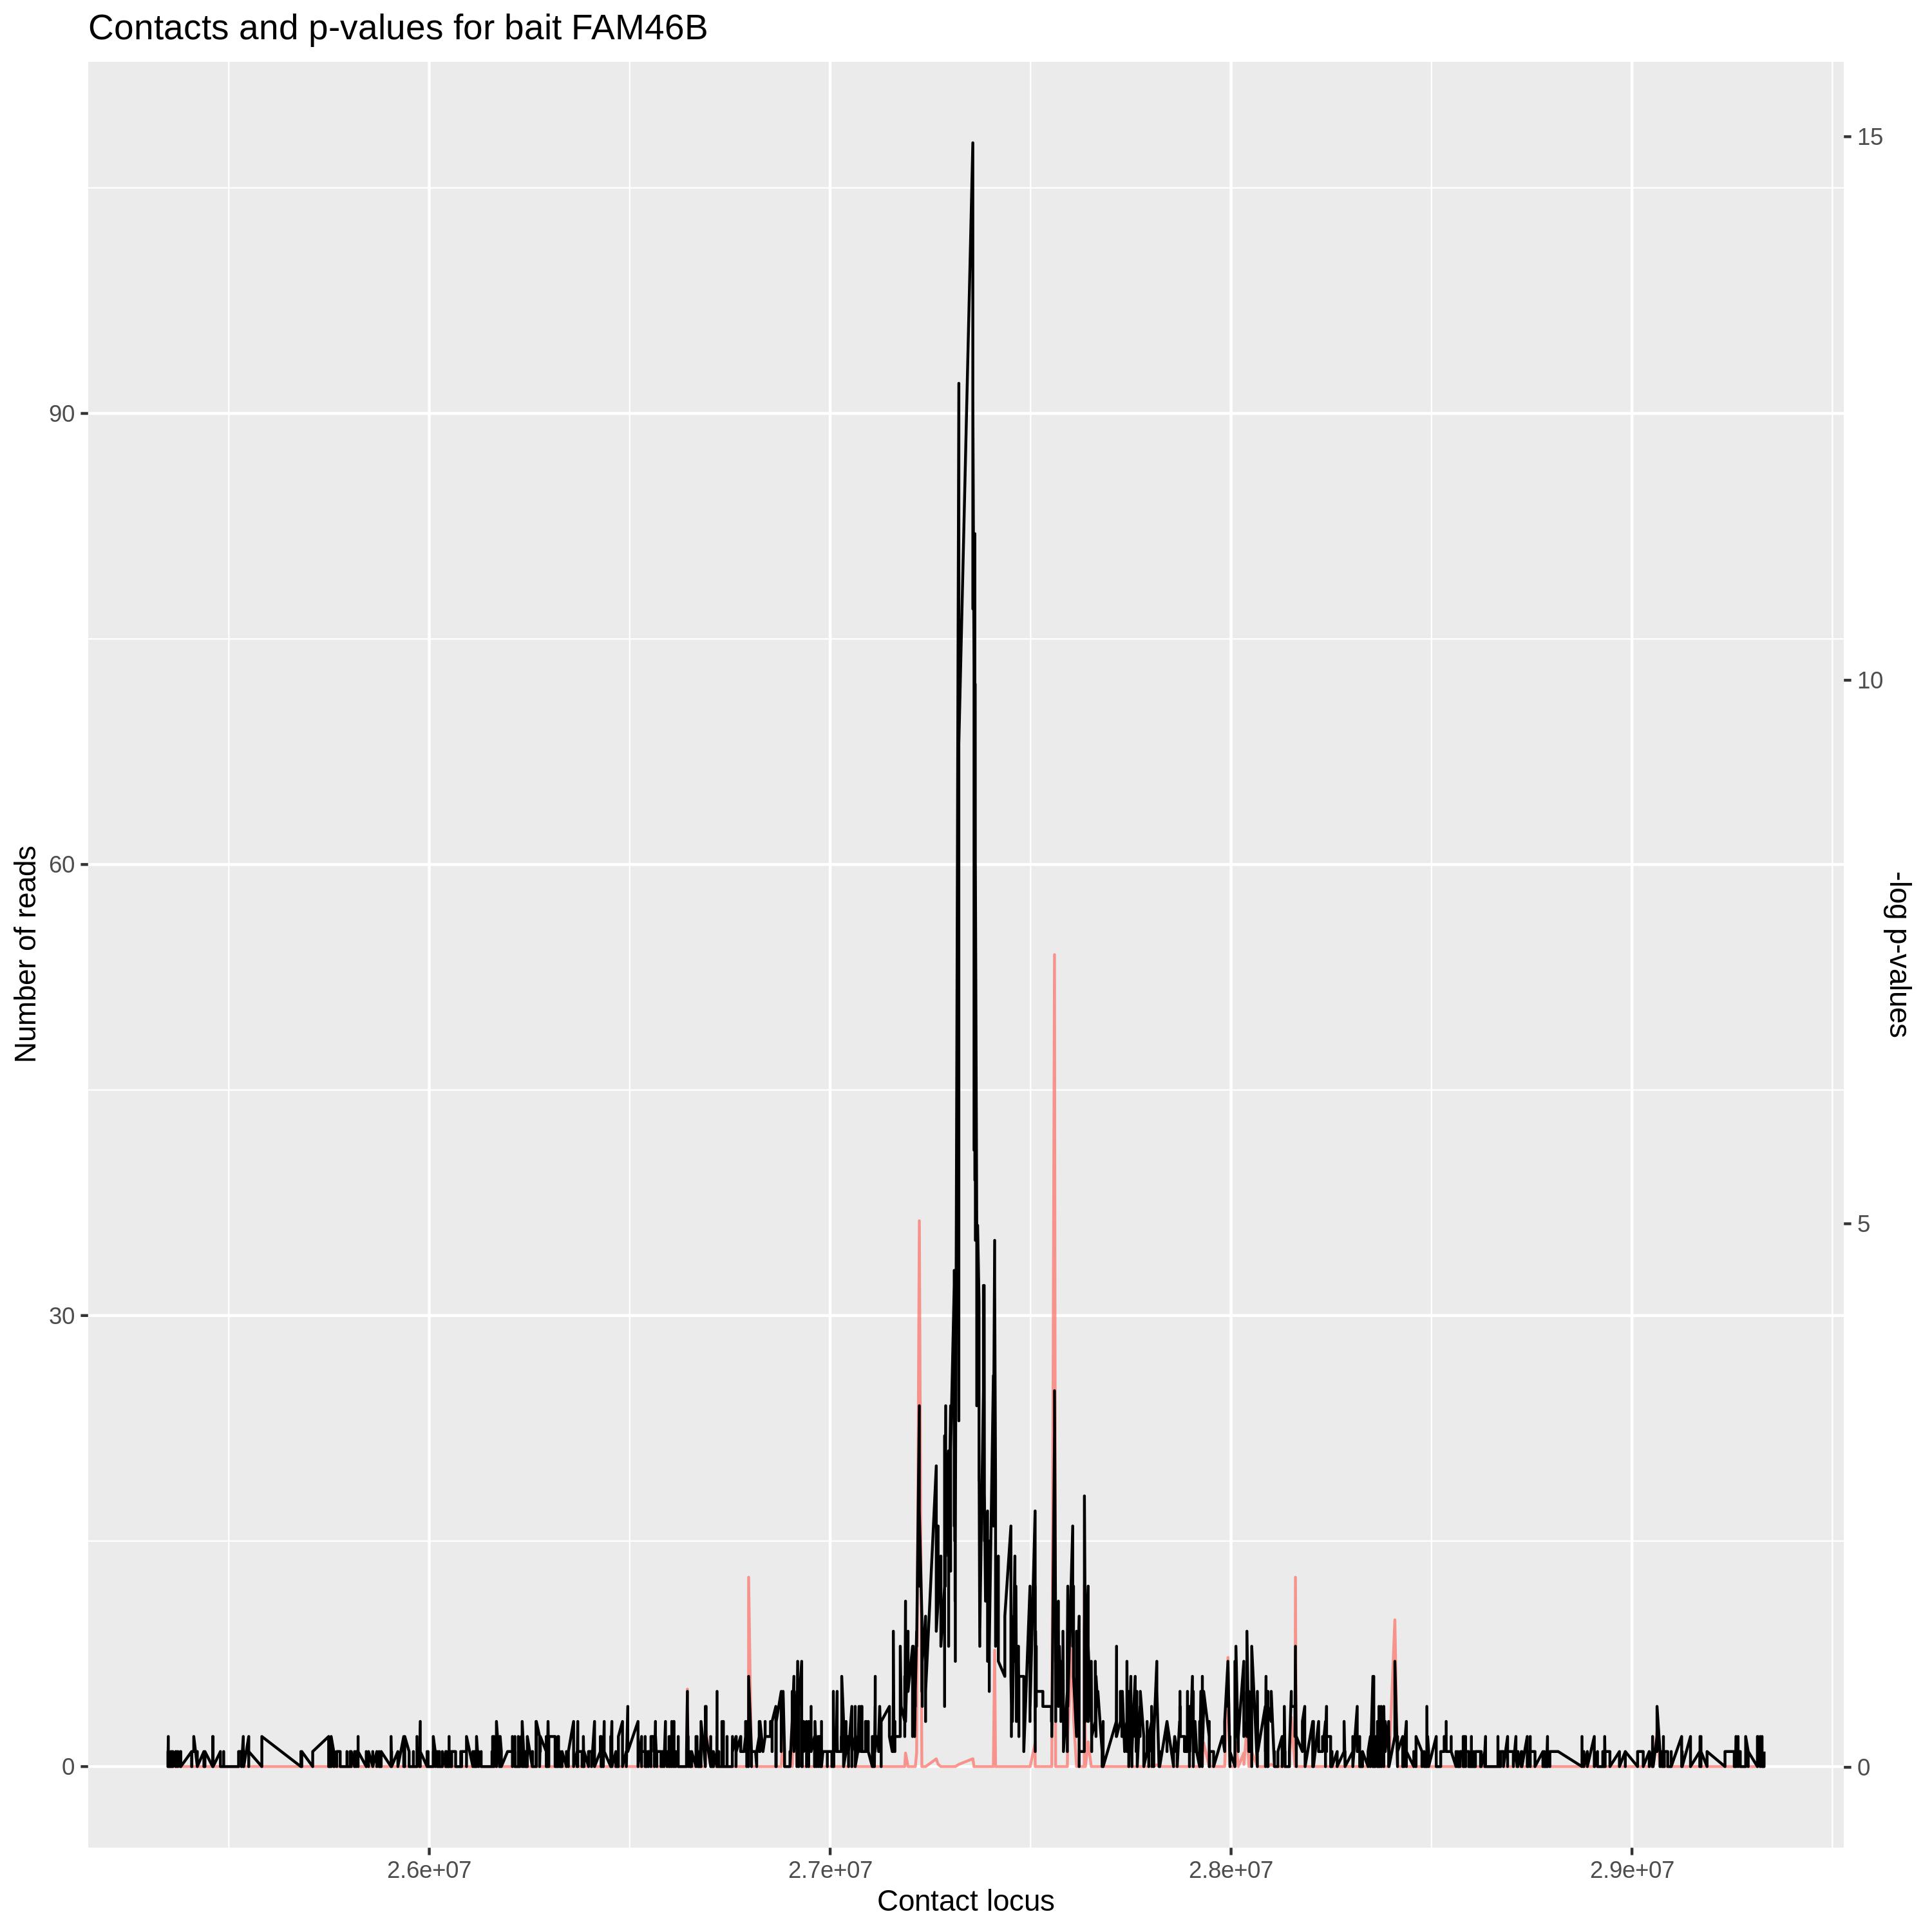 Contacts and p-values for bait FAM46B
15
90
10
60
Number of reads
-log p-values
5
30
0
0
2.6e+07
2.7e+07
2.8e+07
2.9e+07
Contact locus